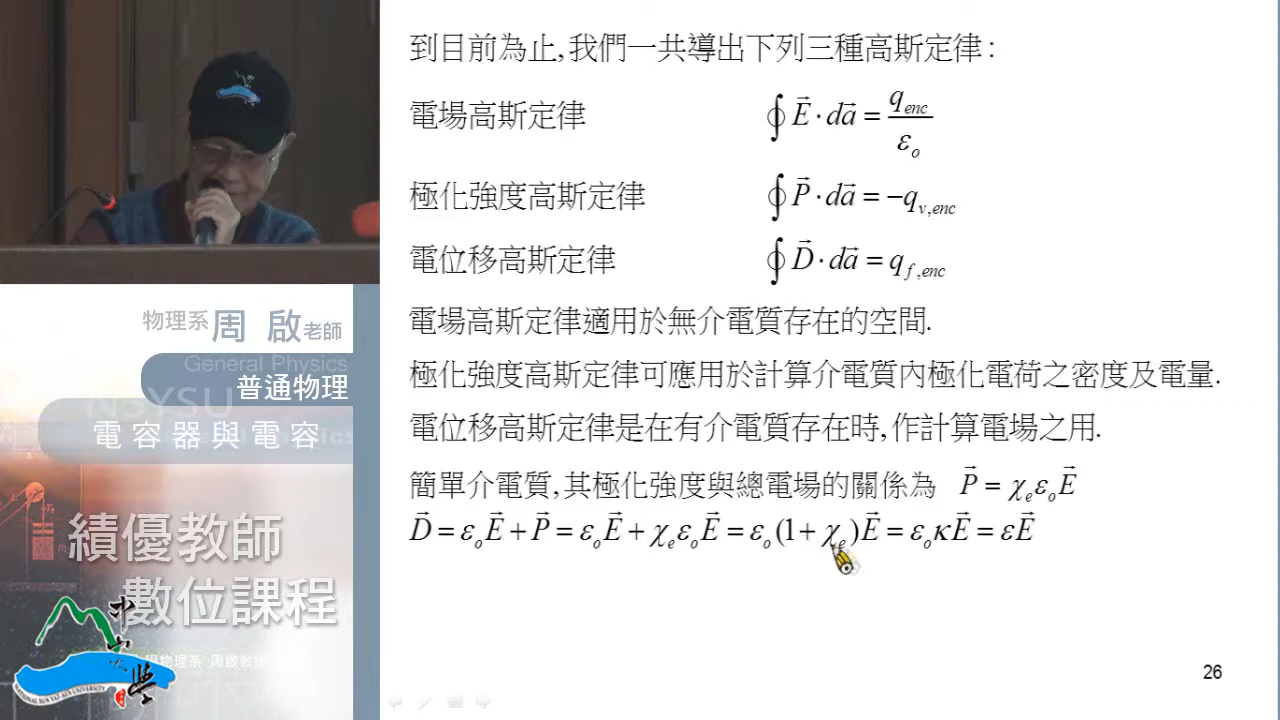 到目前為止,我們一共導出下列三種高斯定律:
電場高斯定律 ∮E⃗·da⃗ = q_enc/ε_o
極化強度高斯定律 ∮P⃗·da⃗ = −q_v,enc
電位移高斯定律 ∮D⃗·da⃗ = q_f,enc
電場高斯定律適用於無介電質存在的空間.
極化強度高斯定律可應用於計算介電質內極化電荷之密度及電量.
電位移高斯定律是在有介電質存在時,作計算電場之用.
簡單介電質,其極化強度與總電場的關係為 P⃗ = χ_e ε_o E⃗
D⃗ = ε_o E⃗ + P⃗ = ε_o E⃗ + χ_e ε_o E⃗ = ε_o (1 + χ_e) E⃗ = ε_o κE⃗ = εE⃗
26
物理系 周 啟 老師
General Physics
普通物理
NSYSU
電容器與電容
績優教師
數位課程